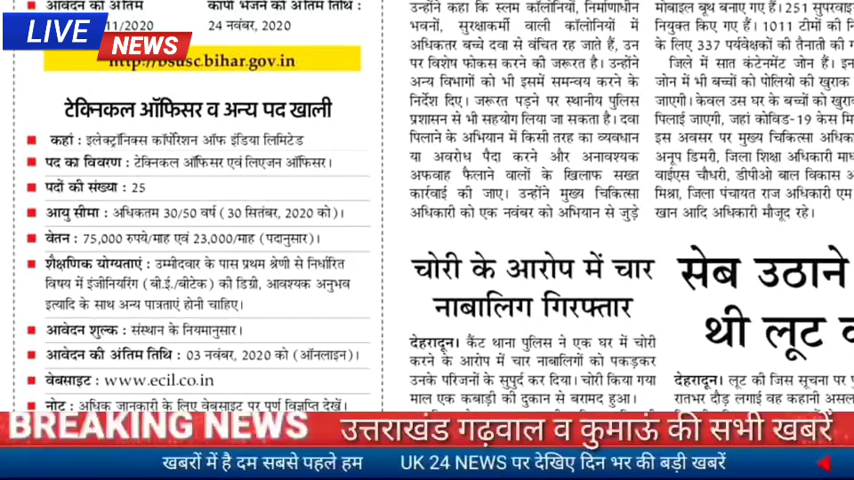 LIVE
NEWS
आवेदन की अंतिम
11/2020
कॉपी भेजने की अंतिम तिथि :
24 नवंबर, 2020
http://bsusc.bihar.gov.in
टेक्निकल ऑफिसर व अन्य पद खाली
कहां : इलेक्ट्रॉनिक्स कॉर्पोरेशन ऑफ इंडिया लिमिटेड
पद का विवरण : टेक्निकल ऑफिसर एवं लिएजन ऑफिसर।
पदों की संख्या : 25
आयु सीमा : अधिकतम 30/50 वर्ष (30 सितंबर, 2020 को)।
वेतन : 75,000 रुपये/माह एवं 23,000/माह (पदानुसार)।
शैक्षणिक योग्यताएं : उम्मीदवार के पास प्रथम श्रेणी से निर्धारित
विषय में इंजीनियरिंग (बी.ई./बीटेक) की डिग्री, आवश्यक अनुभव
इत्यादि के साथ अन्य पात्रताएं होनी चाहिए।
आवेदन शुल्क : संस्थान के नियमानुसार।
आवेदन की अंतिम तिथि : 03 नवंबर, 2020 को (ऑनलाइन)।
वेबसाइट : www.ecil.co.in
नोट : अधिक जानकारी के लिए वेबसाइट पर पूर्ण विज्ञप्ति देखें।
उन्होंने कहा कि स्लम कॉलोनियों, निर्माणाधीन
भवनों, सुरक्षाकर्मी वाली कॉलोनियों में
अधिकतर बच्चे दवा से वंचित रह जाते हैं, उन
पर विशेष फोकस करने की जरूरत है। उन्होंने
अन्य विभागों को भी इसमें समन्वय करने के
निर्देश दिए। जरूरत पड़ने पर स्थानीय पुलिस
प्रशासन से भी सहयोग लिया जा सकता है। दवा
पिलाने के अभियान में किसी तरह का व्यवधान
या अवरोध पैदा करने और अनावश्यक
अफवाह फैलाने वालों के खिलाफ सख्त
कार्रवाई की जाए। उन्होंने मुख्य चिकित्सा
अधिकारी को एक नवंबर को अभियान से जुड़े
मोबाइल बूथ बनाए गए हैं। 251 सुपरवा
नियुक्त किए गए हैं। 1011 टीमों की नि
के लिए 337 पर्यवेक्षकों की तैनाती की ग
जिले में सात कंटेनमेंट जोन हैं। इन
जोन में भी बच्चों को पोलियो की खुराक
जाएगी। केवल उस घर के बच्चों को खुराक
पिलाई जाएगी, जहां कोविड-19 केस मि
इस अवसर पर मुख्य चिकित्सा अधिका
अनूप डिमरी, जिला शिक्षा अधिकारी माध
वाईएस चौधरी, डीपीओ बाल विकास अ
मिश्रा, जिला पंचायत राज अधिकारी एम
खान आदि अधिकारी मौजूद रहे।
चोरी के आरोप में चार
नाबालिग गिरफ्तार
देहरादून। कैंट थाना पुलिस ने एक घर में चोरी
करने के आरोप में चार नाबालिगों को पकड़कर
उनके परिजनों के सुपुर्द कर दिया। चोरी किया गया
माल एक कबाड़ी की दुकान से बरामद हुआ।
सेब उठाने
थी लूट क
देहरादून। लूट की जिस सूचना पर पु
रातभर दौड़ लगाई वह कहानी असल
BREAKING NEWS
उत्तराखंड गढ़वाल व कुमाऊं की सभी खबरें
खबरों में है दम सबसे पहले हम
UK 24 NEWS पर देखिए दिन भर की बड़ी खबरें